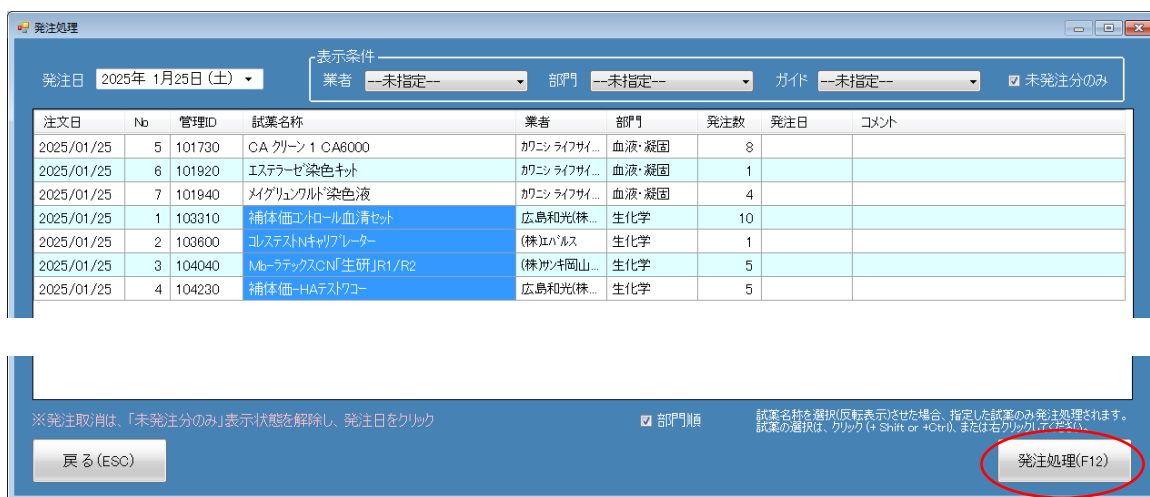 発注処理
表示条件
発注日 2025年 1月25日 (土) 業者 --未指定-- 部門 --未指定-- ガイド --未指定-- 未発注分のみ
注文日 No 管理ID 試薬名称 業者 部門 発注数 発注日 コメント
2025/01/25 5 101730 CA クリーン 1 CA6000 カワニシ ライフサイ... 血液・凝固 8
2025/01/25 6 101920 エステラーゼ染色キット カワニシ ライフサイ... 血液・凝固 1
2025/01/25 7 101940 メイグリュンワルド染色液 カワニシ ライフサイ... 血液・凝固 4
2025/01/25 1 103310 補体価コントロール血清セット 広島和光(株... 生化学 10
2025/01/25 2 103600 コレステストNキャリブレーター (株)エバルス 生化学 1
2025/01/25 3 104040 Mb-ラテックスCN「生研」R1/R2 (株)サンキ岡山... 生化学 5
2025/01/25 4 104230 補体価-HAテストワコー 広島和光(株... 生化学 5
※発注取消は、「未発注分のみ」表示状態を解除し、発注日をクリック
部門順
試薬名称を選択(反転表示)させた場合、指定した試薬のみ発注処理されます。
試薬の選択は、クリック(+ Shift or +Ctrl)、または右クリックしてください。
戻る(ESC) 発注処理(F12)